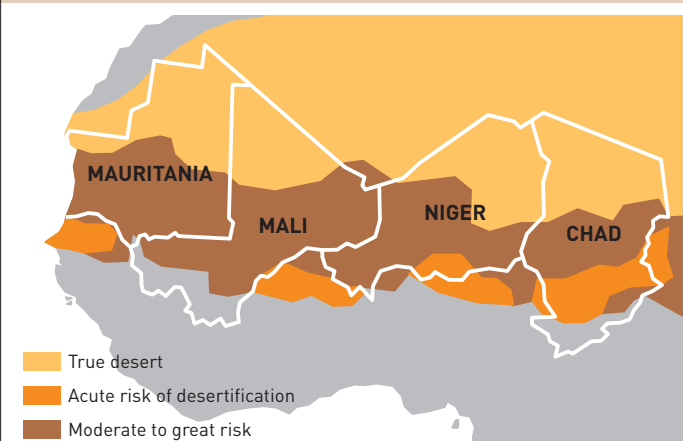 MAURITANIA
MALI
NIGER
CHAD
True desert
Acute risk of desertification
Moderate to great risk